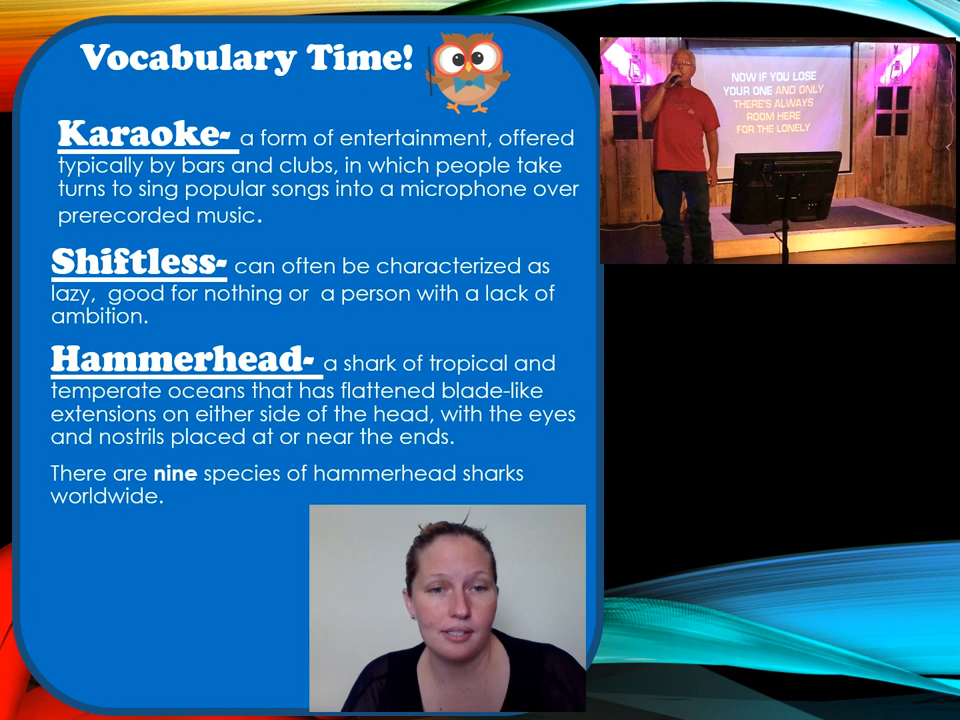 Vocabulary Time!
Karaoke- a form of entertainment, offered
typically by bars and clubs, in which people take
turns to sing popular songs into a microphone over
prerecorded music.
Shiftless- can often be characterized as
lazy,  good for nothing or  a person with a lack of
ambition.
Hammerhead- a shark of tropical and
temperate oceans that has flattened blade-like
extensions on either side of the head, with the eyes
and nostrils placed at or near the ends.
There are nine species of hammerhead sharks
worldwide.
NOW IF YOU LOSE
YOUR ONE AND ONLY
THERE'S ALWAYS
ROOM HERE
FOR THE LONELY